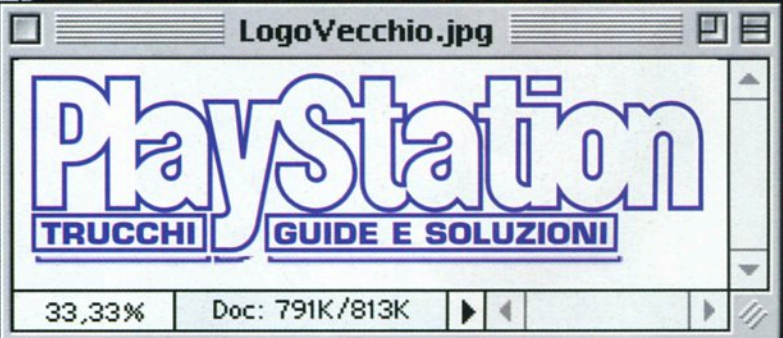 LogoVecchio.jpg
PlayStation
TRUCCHI GUIDE E SOLUZIONI
33,33% Doc: 791K/813K